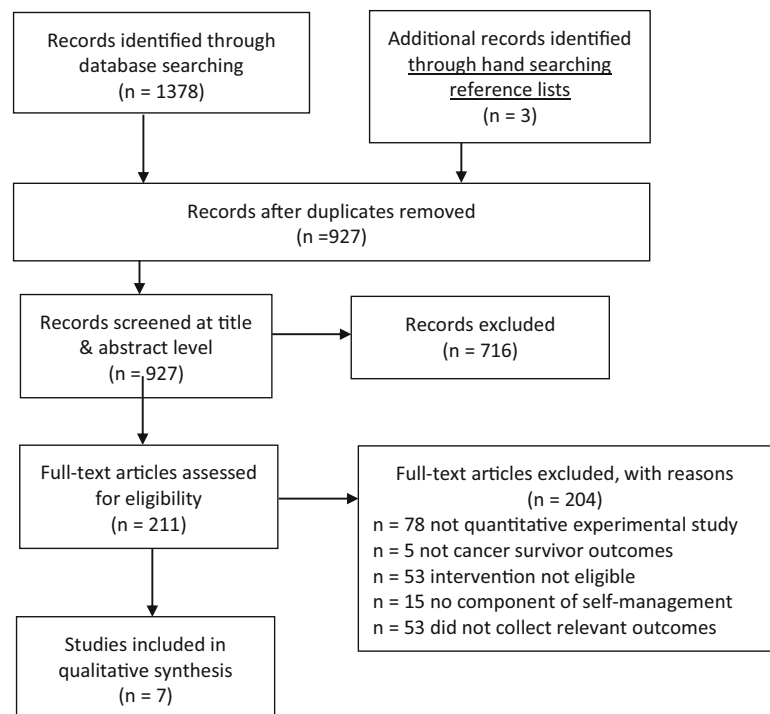 Records identified through
database searching
(n = 1378)
Additional records identified
through hand searching
reference lists
(n = 3)
Records after duplicates removed
(n =927)
Records screened at title
& abstract level
(n = 927)
Records excluded
(n = 716)
Full-text articles assessed
for eligibility
(n = 211)
Full-text articles excluded, with reasons
(n = 204)
n = 78 not quantitative experimental study
n = 5 not cancer survivor outcomes
n = 53 intervention not eligible
n = 15 no component of self-management
n = 53 did not collect relevant outcomes
Studies included in
qualitative synthesis
(n = 7)